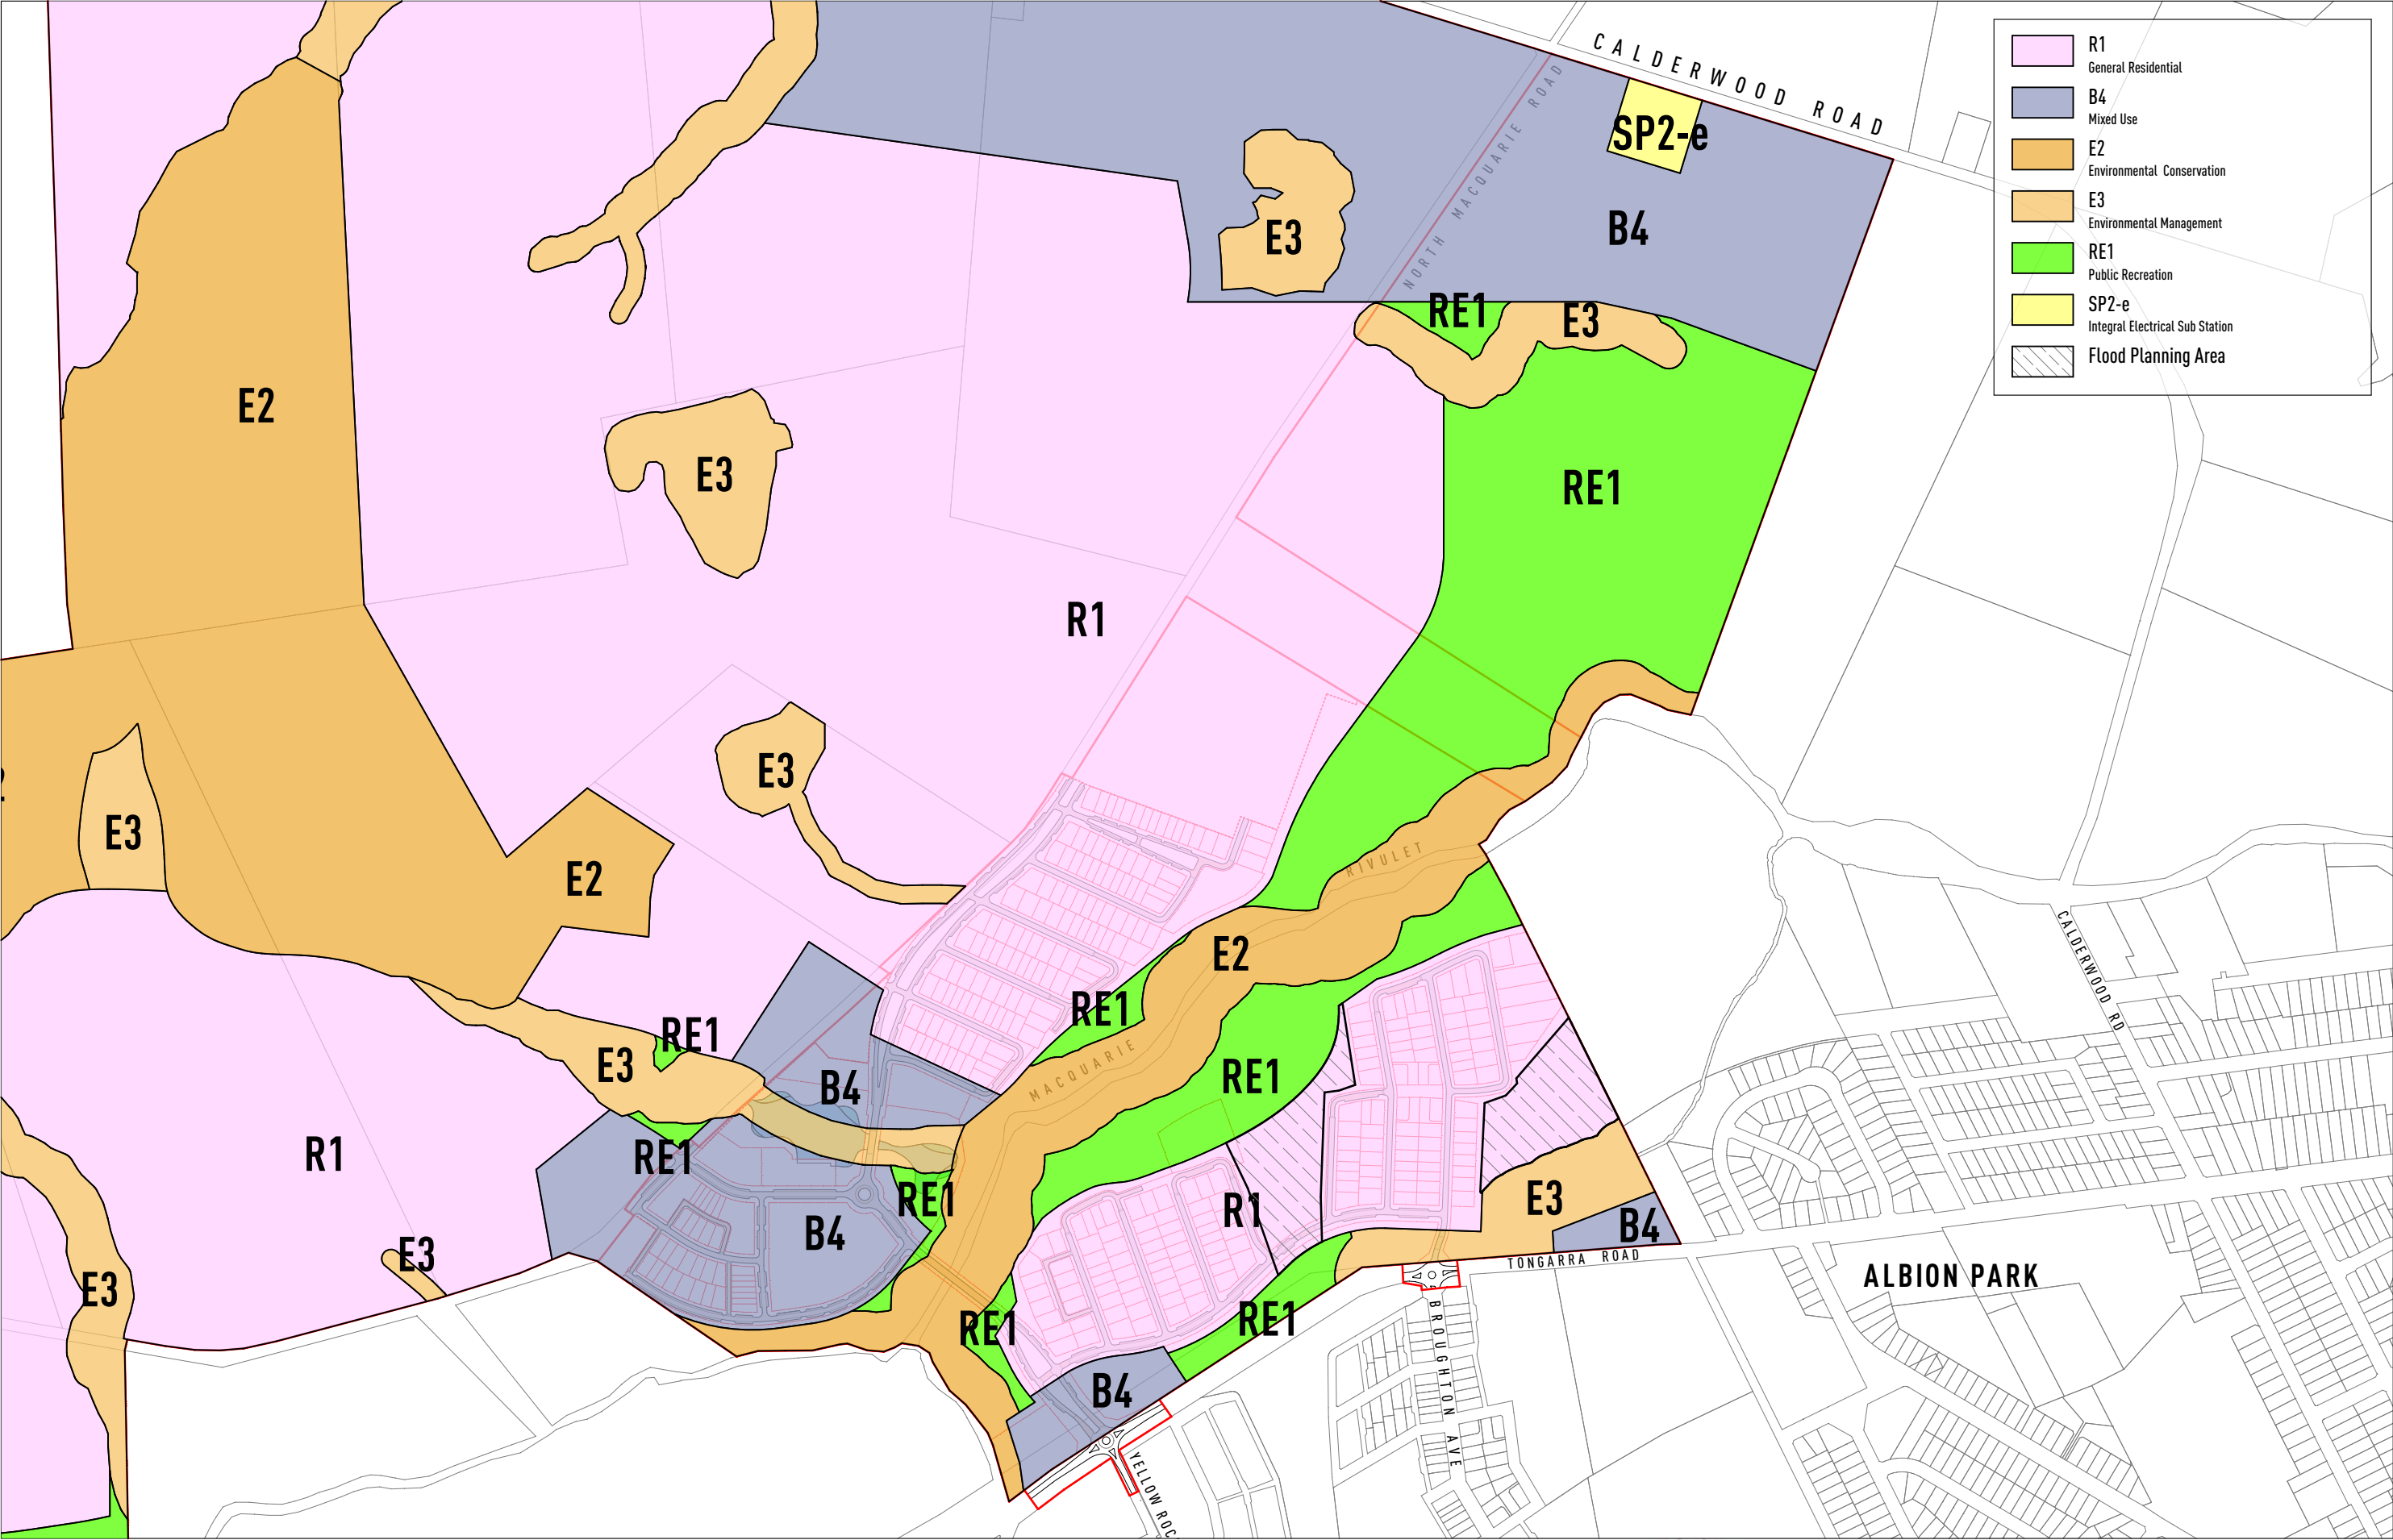 CALDERWOOD ROAD
R1
General Residential
B4
Mixed Use
E2
Environmental Conservation
E3
Environmental Management
RE1
Public Recreation
SP2-e
Integral Electrical Sub Station
Flood Planning Area
NORTH MACQUARIE ROAD
SP2-e
B4
E3
RE1
E3
E2
E3
RE1
R1
E3
E3
E2
RIVULET
E2
CALDERWOOD RD
RE1
RE1
E3
MACQUARIE
RE1
B4
R1
RE1
RE1
E3
R1
B4
B4
E3
E3
TONGARRA ROAD
ALBION PARK
RE1
RE1
BROUGHTON AVE
B4
YELLOW ROC